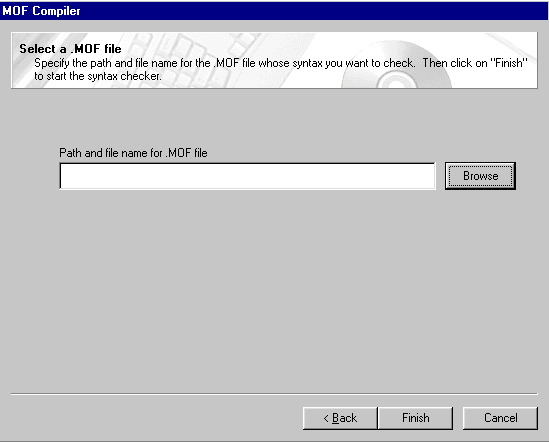 MOF Compiler
Select a .MOF file
Specify the path and file name for the .MOF file whose syntax you want to check.  Then click on "Finish"
to start the syntax checker.
Path and file name for .MOF file
Browse
< Back
Finish
Cancel